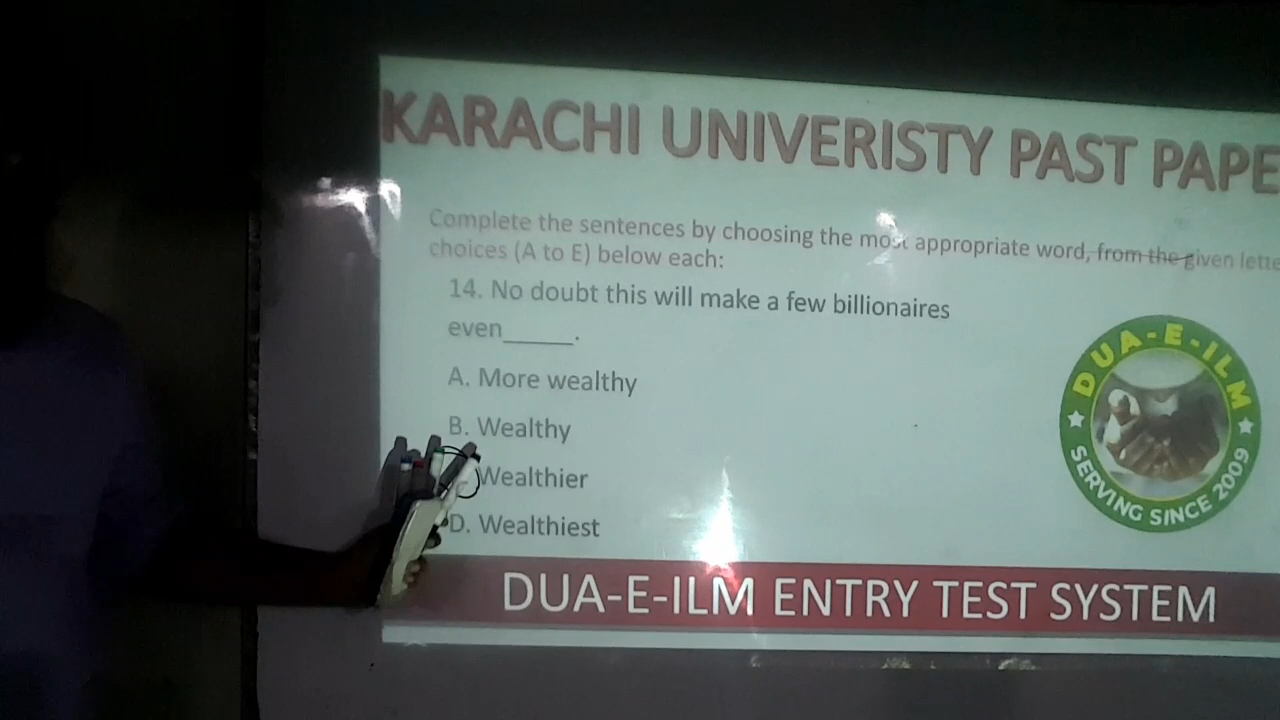 KARACHI UNIVERISTY PAST PAPE
Complete the sentences by choosing the most appropriate word, from the given lette
choices (A to E) below each:
14. No doubt this will make a few billionaires
even_____.
A. More wealthy
B. Wealthy
Wealthier
D. Wealthiest
DUA-E-ILM
SERVING SINCE 2009
DUA-E-ILM ENTRY TEST SYSTEM